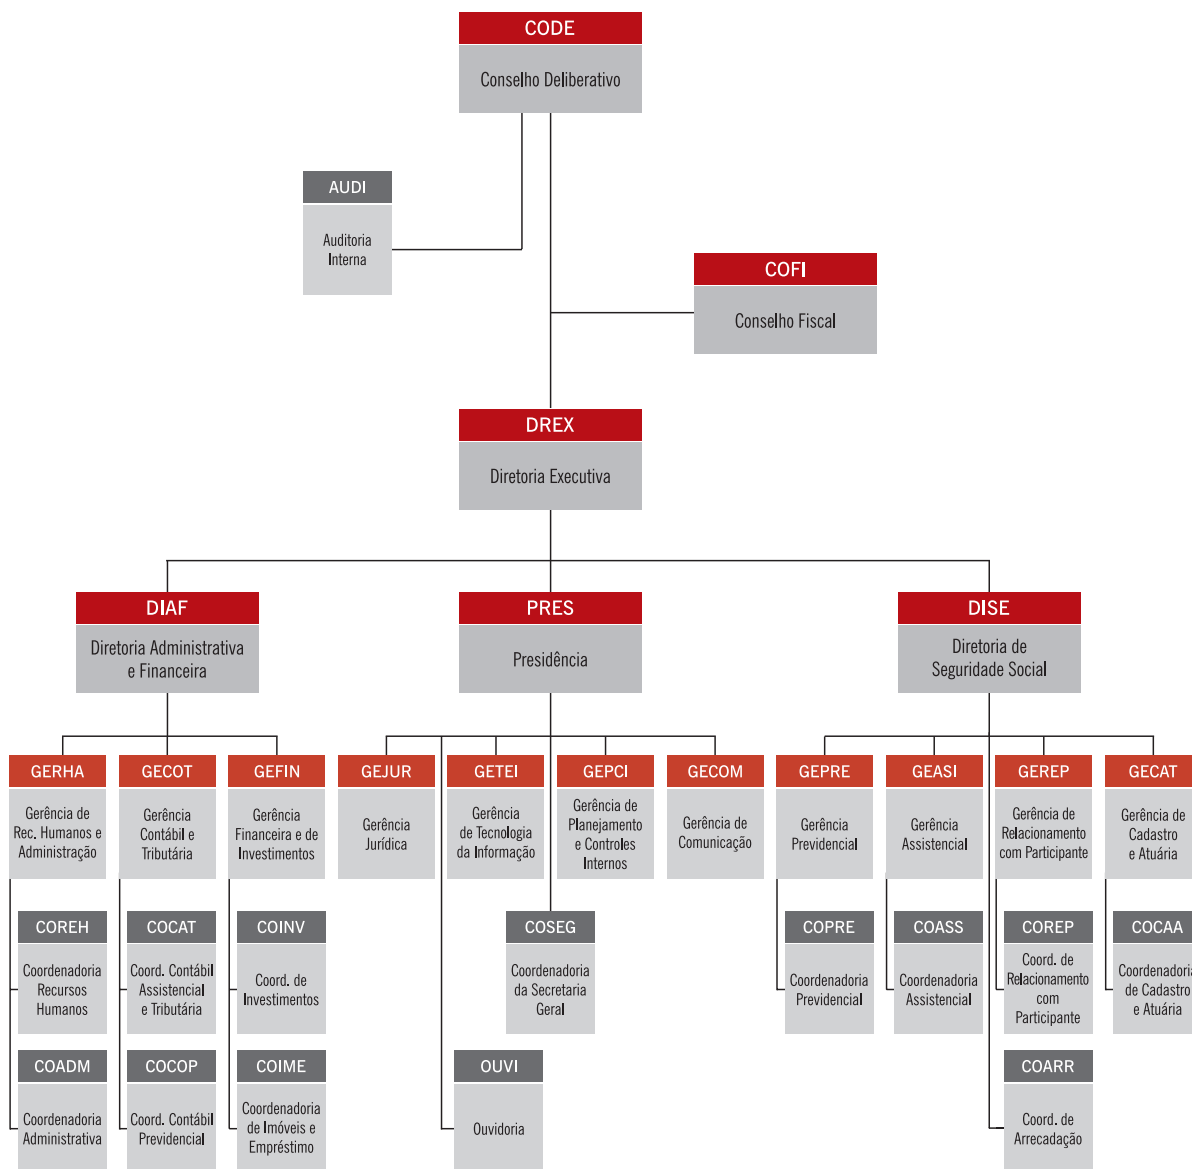 CODE
Conselho Deliberativo
AUDI
Auditoria
Interna
COFI
Conselho Fiscal
DREX
Diretoria Executiva
DIAF
Diretoria Administrativa
e Financeira
PRES
Presidência
DISE
Diretoria de
Seguridade Social
GERHA
Gerência de
Rec. Humanos e
Administração
GECOT
Gerência
Contábil e
Tributária
GEFIN
Gerência
Financeira e de
Investimentos
GEJUR
Gerência
Jurídica
GETEI
Gerência
de Tecnologia
da Informação
GEPCI
Gerência de
Planejamento
e Controles
Internos
GECOM
Gerência de
Comunicação
GEPRE
Gerência
Previdencial
GEASI
Gerência
Assistencial
GEREP
Gerência de
Relacionamento
com Participante
GECAT
Gerência de
Cadastro
e Atuária
COREH
Coordenadoria
Recursos
Humanos
COCAT
Coord. Contábil
Assistencial
e Tributária
COINV
Coord. de
Investimentos
COSEG
Coordenadoria
da Secretaria
Geral
COPRE
Coordenadoria
Previdencial
COASS
Coordenadoria
Assistencial
COREP
Coord. de
Relacionamento
com
Participante
COCAA
Coordenadoria
de Cadastro
e Atuária
COADM
Coordenadoria
Administrativa
COCOP
Coord. Contábil
Previdencial
COIME
Coordenadoria
de Imóveis e
Empréstimo
OUVI
Ouvidoria
COARR
Coord. de
Arrecadação